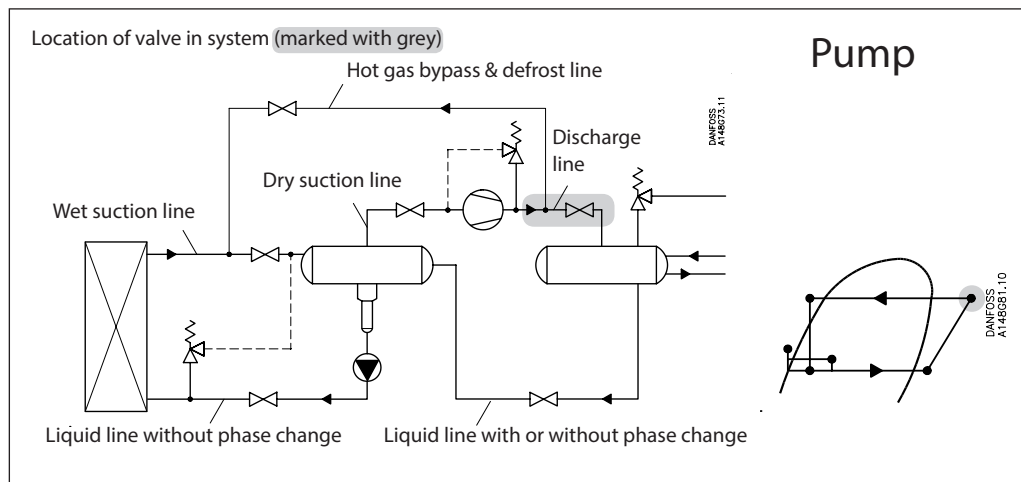 Location of valve in system (marked with grey)
Pump
Hot gas bypass & defrost line
DANFOSS
A148G73.11
Discharge
line
Dry suction line
Wet suction line
DANFOSS
A148G81.10
Liquid line without phase change
Liquid line with or without phase change